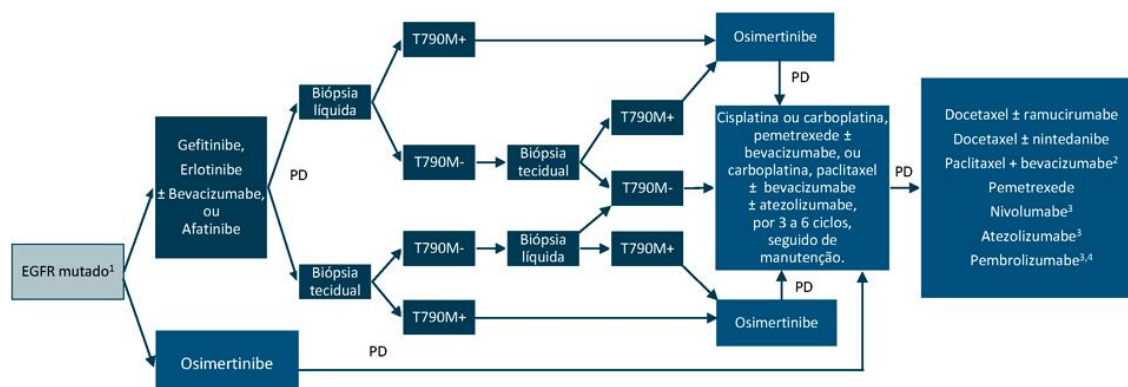 EGFR mutado¹
Gefitinibe,
Erlotinibe
± Bevacizumabe,
ou
Afatinibe
Osimertinibe
PD
PD
Biópsia
líquida
Biópsia
tecidual
T790M+
T790M-
T790M-
T790M+
Biópsia
tecidual
Biópsia
líquida
T790M+
T790M-
T790M+
Osimertinibe
PD
Cisplatina ou carboplatina,
pemetrexede ±
bevacizumabe, ou
carboplatina, paclitaxel
± bevacizumabe
± atezolizumabe,
por 3 a 6 ciclos,
seguido de
manutenção.
PD
Osimertinibe
PD
Docetaxel ± ramucirumabe
Docetaxel ± nintedanibe
Paclitaxel + bevacizumabe²
Pemetrexede
Nivolumabe³
Atezolizumabe³
Pembrolizumabe³,⁴